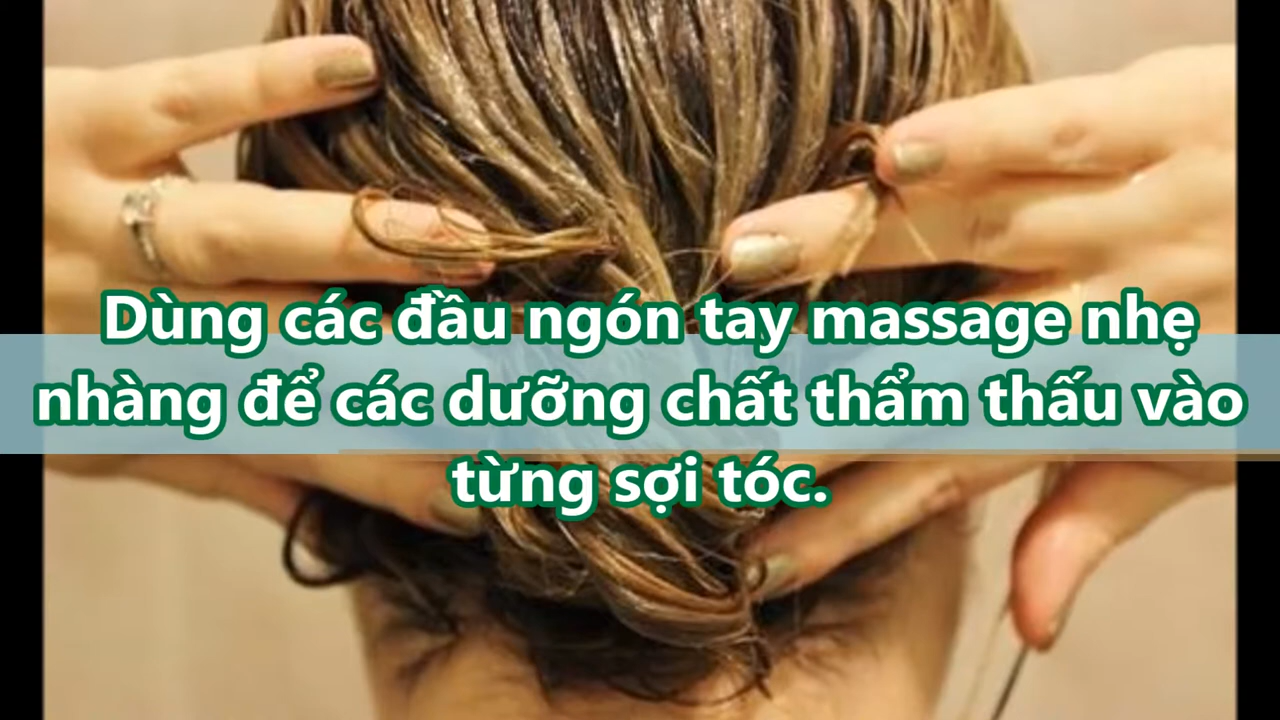 Dùng các đầu ngón tay massage nhẹ
nhàng để các dưỡng chất thẩm thấu vào
từng sợi tóc.